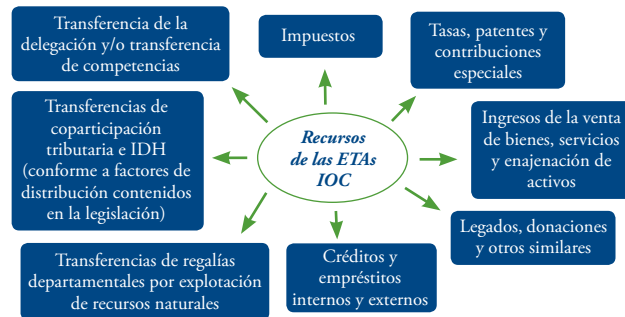 Transferencia de la
delegación y/o transferencia
de competencias
Impuestos
Tasas, patentes y
contribuciones
especiales
Transferencias de
coparticipación
tributaria e IDH
(conforme a factores de
distribución contenidos
en la legislación)
Recursos
de las ETAs
IOC
Ingresos de la venta
de bienes, servicios
y enajenación de
activos
Transferencias de regalías
departamentales por explotación
de recursos naturales
Créditos y
empréstitos
internos y externos
Legados, donaciones
y otros similares